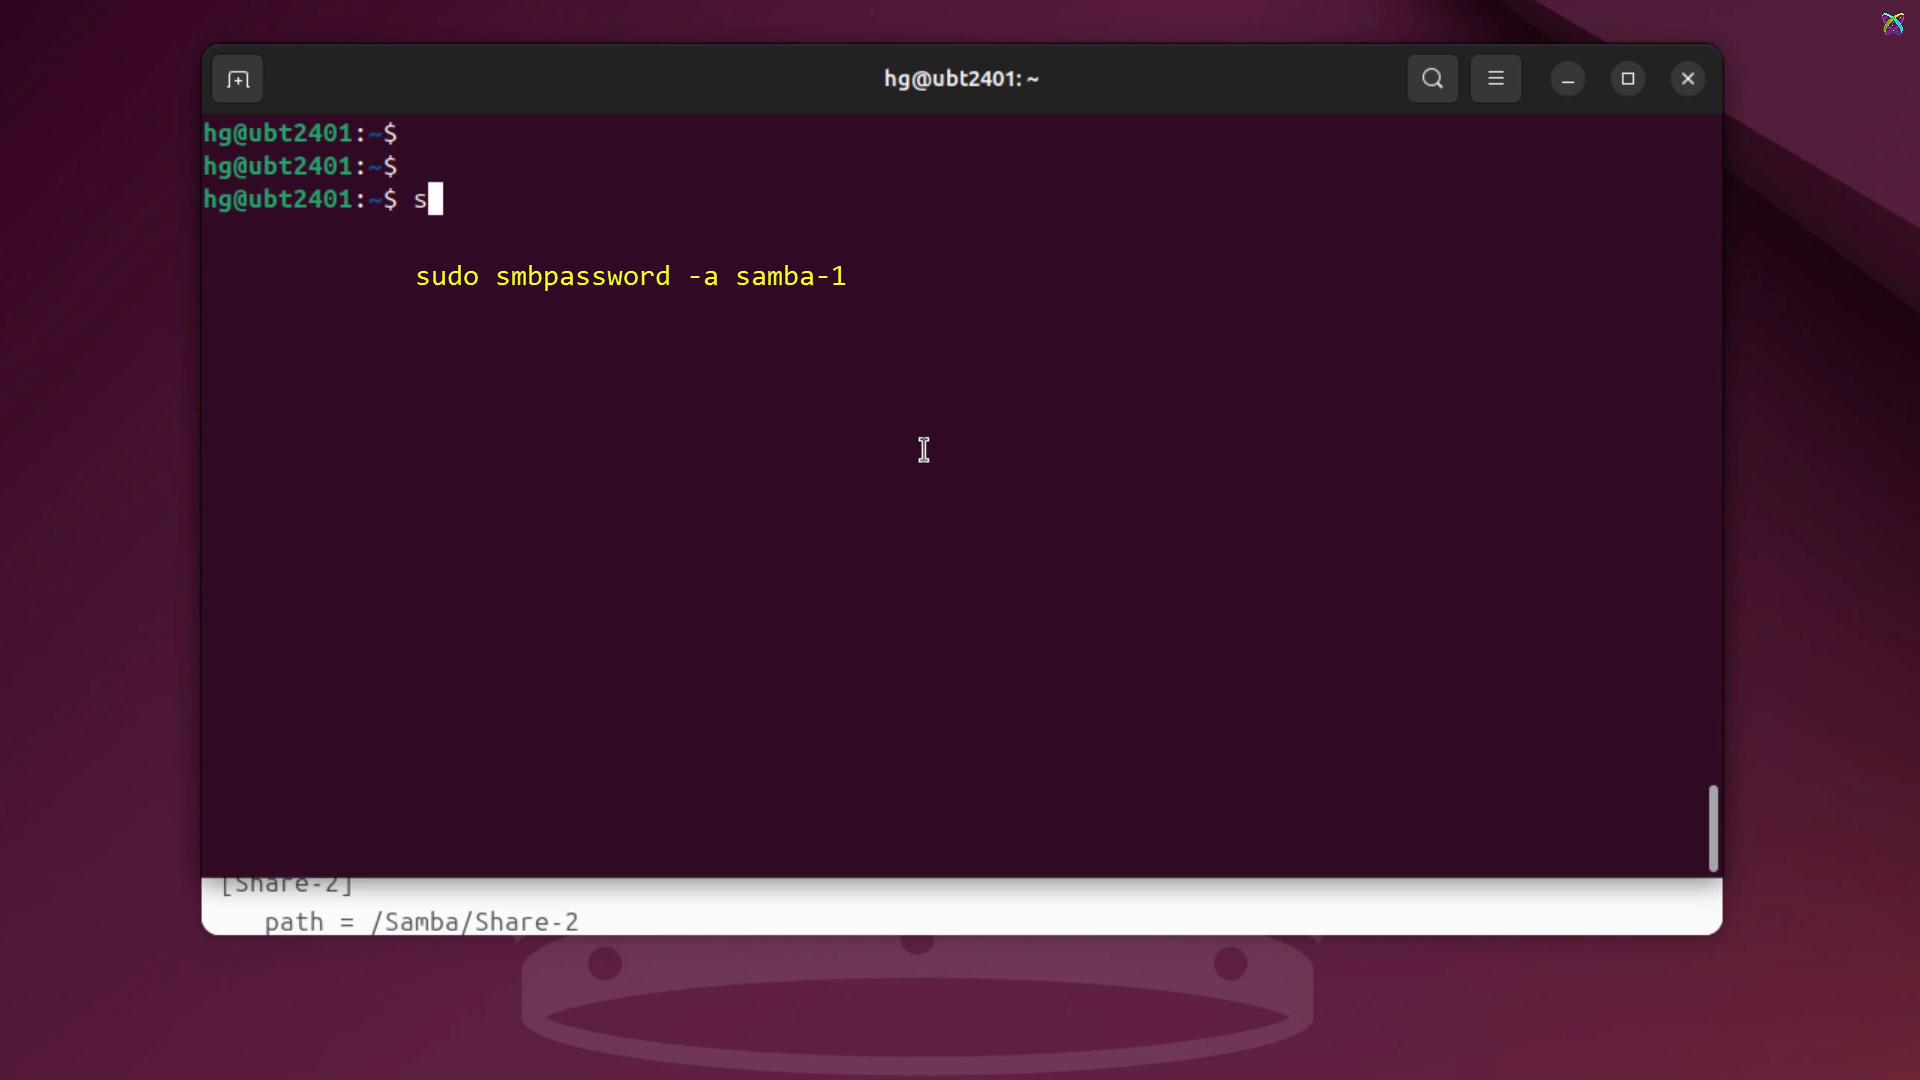 hg@ubt2401: ~
hg@ubt2401:~$
hg@ubt2401:~$
hg@ubt2401:~$ s
sudo smbpassword -a samba-1
[Share-2]
path = /Samba/Share-2